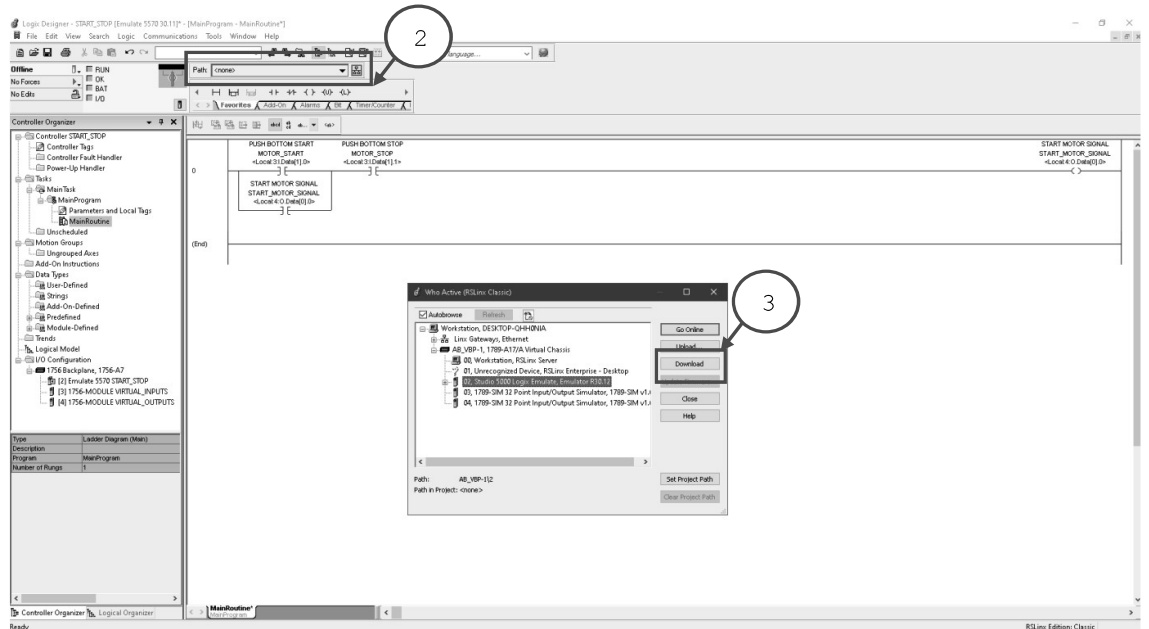 Logix Designer - START_STOP [Emulate 5570 30.11]* - [MainProgram - MainRoutine*]
File Edit View Search Logic Communications Tools Window Help
2
Offline
RUN
No Forces
OK
BAT
No Edits
I/O
Path: <none>
Favorites Add-On Alarms Bit Timer/Counter
Controller Organizer
Controller START_STOP
Controller Tags
Controller Fault Handler
Power-Up Handler
Tasks
MainTask
MainProgram
Parameters and Local Tags
MainRoutine
Unscheduled
Motion Groups
Ungrouped Axes
Add-On Instructions
Data Types
User-Defined
Strings
Add-On-Defined
Predefined
Module-Defined
Trends
Logical Model
I/O Configuration
1756 Backplane, 1756-A7
[2] Emulate 5570 START_STOP
[3] 1756-MODULE VIRTUAL_INPUTS
[4] 1756-MODULE VIRTUAL_OUTPUTS
Type Ladder Diagram (Main)
Description
Program MainProgram
Number of Rungs 1
Controller Organizer Logical Organizer
Ready
PUSH BOTTOM START
MOTOR_START
<Local:3:I.Data[1].0>
PUSH BOTTOM STOP
MOTOR_STOP
<Local:3:I.Data[1].1>
START MOTOR SIGNAL
START_MOTOR_SIGNAL
<Local:4:O.Data[0].0>
0
START MOTOR SIGNAL
START_MOTOR_SIGNAL
<Local:4:O.Data[0].0>
(End)
Who Active (RSLinx Classic)
3
Autobrowse Refresh
Workstation, DESKTOP-QHH0NIA
Linx Gateways, Ethernet
AB_VBP-1, 1789-A17/A Virtual Chassis
00, Workstation, RSLinx Server
01, Unrecognized Device, RSLinx Enterprise - Desktop
02, Studio 5000 Logix Emulate, Emulator R30.12
03, 1789-SIM 32 Point Input/Output Simulator, 1789-SIM v1.
04, 1789-SIM 32 Point Input/Output Simulator, 1789-SIM v1.
Go Online
Upload...
Download
Close
Help
Path: AB_VBP-1\2
Path in Project: <none>
Set Project Path
Clear Project Path
MainRoutine*
MainProgram
RSLinx Edition: Classic